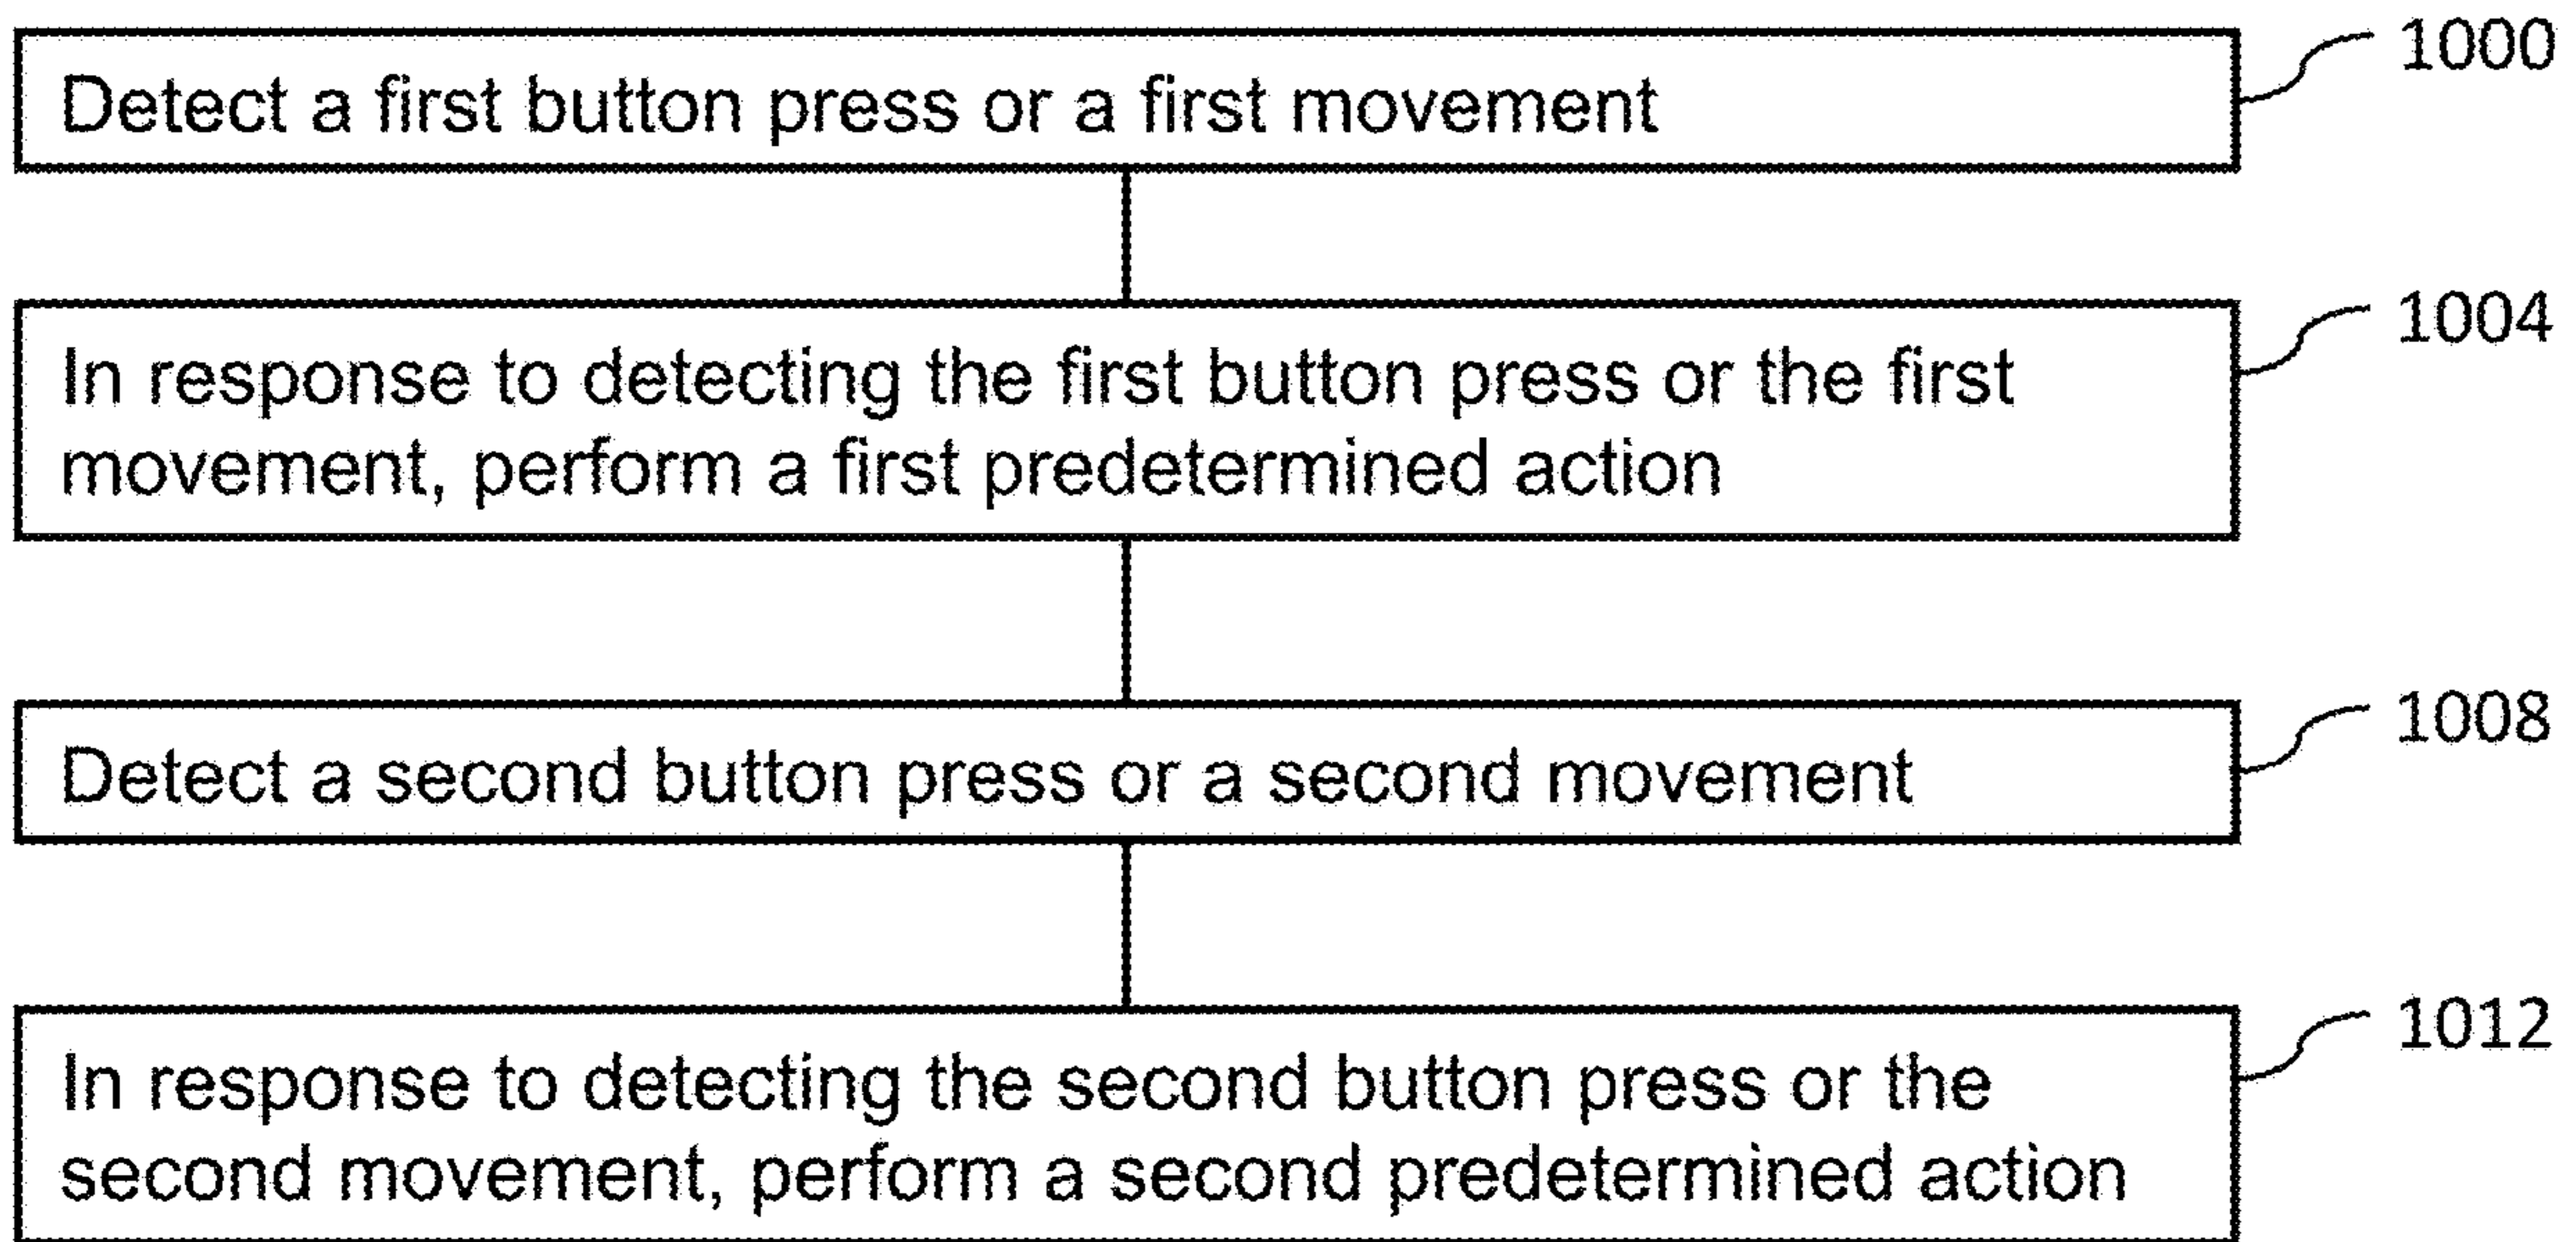 Detect a first button press or a first movement
1000
In response to detecting the first button press or the first
movement, perform a first predetermined action
1004
Detect a second button press or a second movement
1008
In response to detecting the second button press or the
second movement, perform a second predetermined action
1012